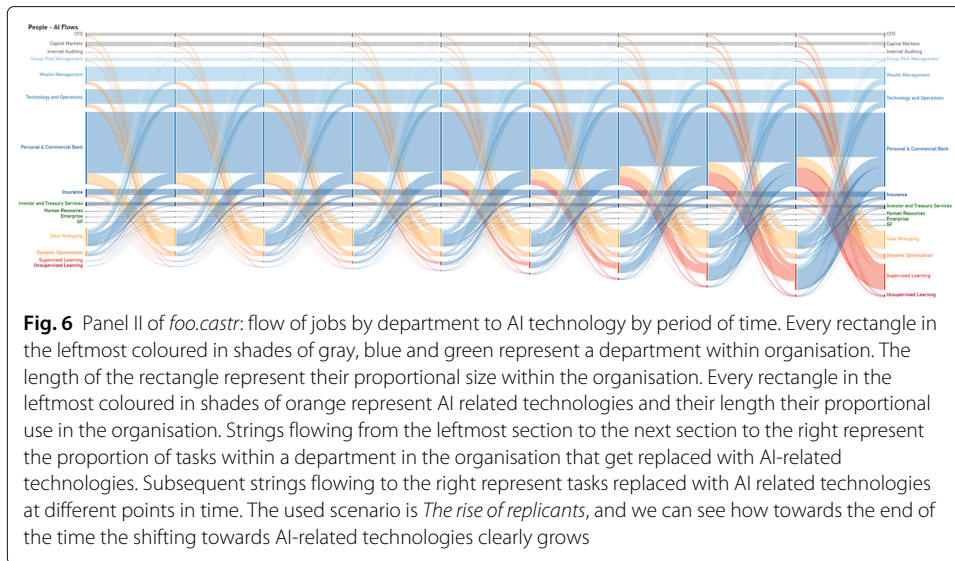 People - AI Flows
CFO
Capital Markets
Internal Auditing
Group Risk Management
Wealth Management
Technology and Operations
Personal & Commercial Bank
Insurance
Investor and Treasury Services
Human Resources
Enterprise
GF
Data Wrangling
Dynamic Optimization
Supervised Learning
Unsupervised Learning
CFO
Capital Markets
Internal Auditing
Group Risk Management
Wealth Management
Technology and Operations
Personal & Commercial Bank
Insurance
Investor and Treasury Services
Human Resources
Enterprise
GF
Data Wrangling
Dynamic Optimization
Supervised Learning
Unsupervised Learning
Fig. 6 Panel II of foo.castr: flow of jobs by department to AI technology by period of time. Every rectangle in
the leftmost coloured in shades of gray, blue and green represent a department within organisation. The
length of the rectangle represent their proportional size within the organisation. Every rectangle in the
leftmost coloured in shades of orange represent AI related technologies and their length their proportional
use in the organisation. Strings flowing from the leftmost section to the next section to the right represent
the proportion of tasks within a department in the organisation that get replaced with AI-related
technologies. Subsequent strings flowing to the right represent tasks replaced with AI related technologies
at different points in time. The used scenario is The rise of replicants, and we can see how towards the end of
the time the shifting towards AI-related technologies clearly grows